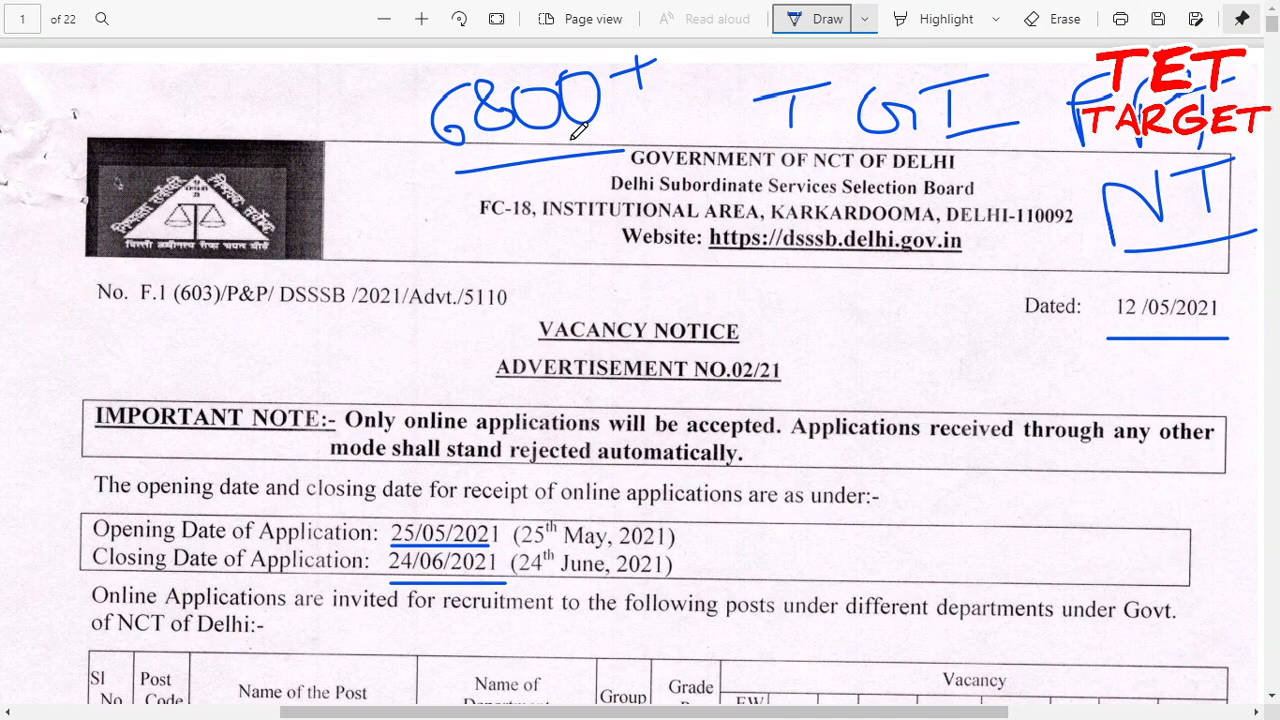 1 of 22 Page view Read aloud Draw Highlight Erase
6800+ TGT
TET
TARGET
NT
GOVERNMENT OF NCT OF DELHI
Delhi Subordinate Services Selection Board
FC-18, INSTITUTIONAL AREA, KARKARDOOMA, DELHI-110092
Website: https://dsssb.delhi.gov.in
No. F.1 (603)/P&P/ DSSSB /2021/Advt./5110 Dated: 12 /05/2021
VACANCY NOTICE
ADVERTISEMENT NO.02/21
IMPORTANT NOTE:- Only online applications will be accepted. Applications received through any other
mode shall stand rejected automatically.
The opening date and closing date for receipt of online applications are as under:-
Opening Date of Application: 25/05/2021 (25th May, 2021)
Closing Date of Application: 24/06/2021 (24th June, 2021)
Online Applications are invited for recruitment to the following posts under different departments under Govt.
of NCT of Delhi:-
Sl Post Name of the Post Name of Group Grade Vacancy
No Code